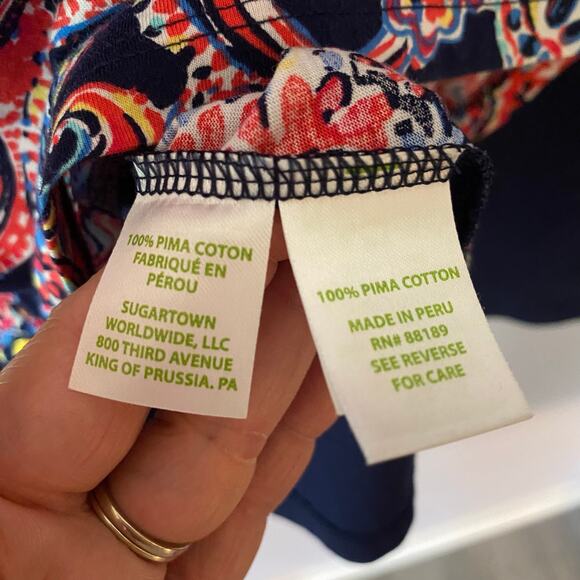 100% PIMA COTON
FABRIQUÉ EN
PÉROU
SUGARTOWN
WORLDWIDE, LLC
800 THIRD AVENUE
KING OF PRUSSIA. PA
100% PIMA COTTON
MADE IN PERU
RN# 88189
SEE REVERSE
FOR CARE